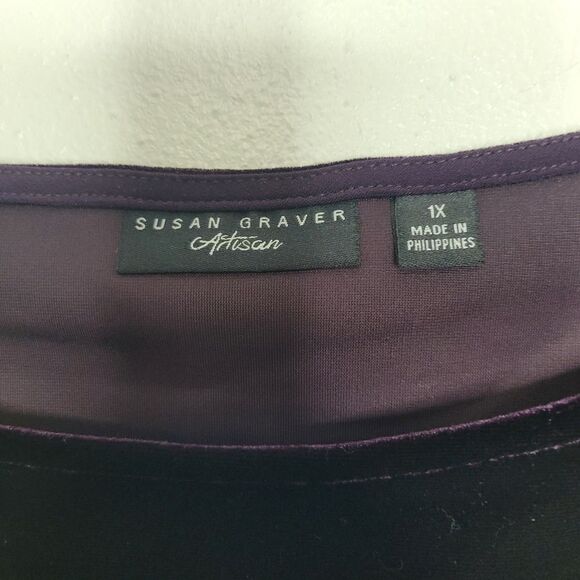 SUSAN GRAVER
Artisan
1X
MADE IN
PHILIPPINES